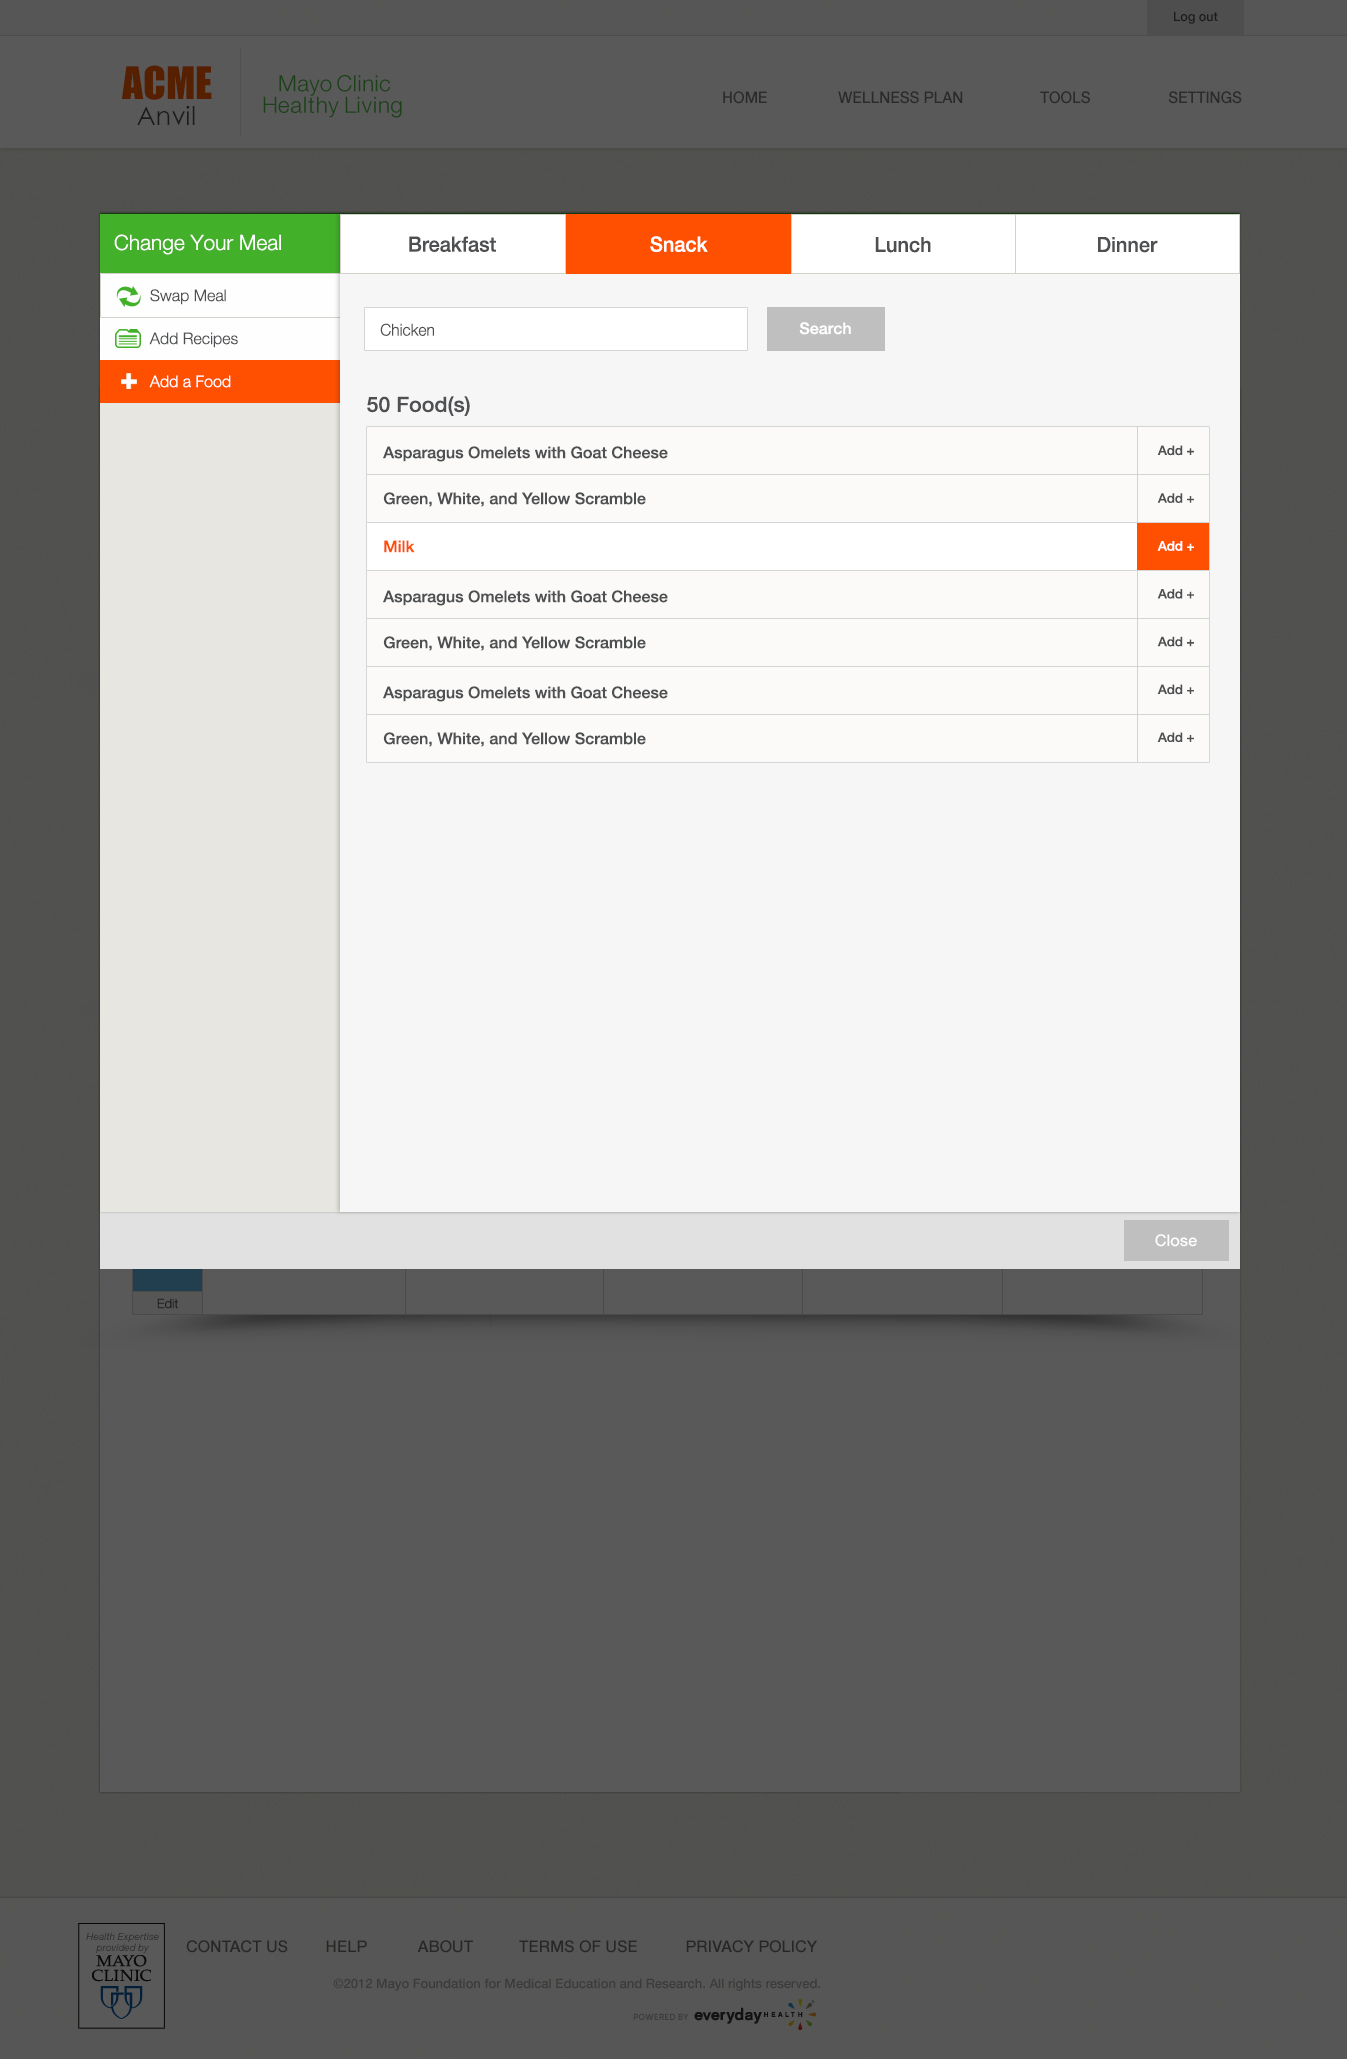 Log out
ACME
Anvil
Mayo Clinic
Healthy Living
HOME
WELLNESS PLAN
TOOLS
SETTINGS
Change Your Meal
Breakfast
Snack
Lunch
Dinner
Swap Meal
Add Recipes
Add a Food
Chicken
Search
50 Food(s)
Asparagus Omelets with Goat Cheese
Add +
Green, White, and Yellow Scramble
Add +
Milk
Add +
Asparagus Omelets with Goat Cheese
Add +
Green, White, and Yellow Scramble
Add +
Asparagus Omelets with Goat Cheese
Add +
Green, White, and Yellow Scramble
Add +
Close
Edit
Health Expertise
provided by
MAYO
CLINIC
CONTACT US
HELP
ABOUT
TERMS OF USE
PRIVACY POLICY
©2012 Mayo Foundation for Medical Education and Research. All rights reserved.
POWERED BY everyday HEALTH